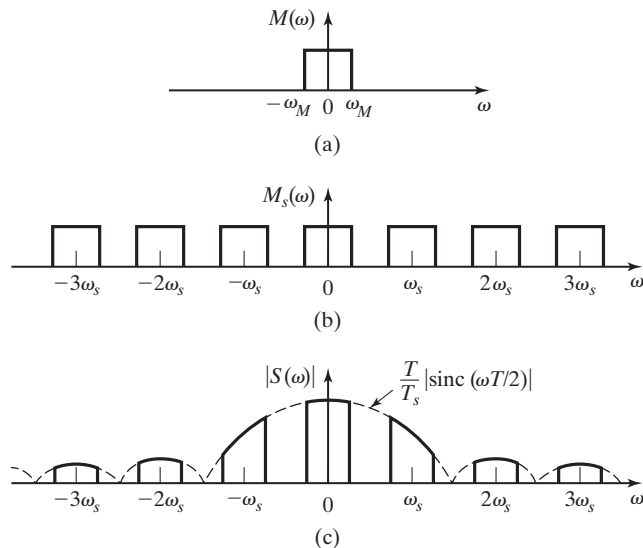 M(ω)
−ω_M 0 ω_M ω
(a)
M_s(ω)
−3ω_s −2ω_s −ω_s 0 ω_s 2ω_s 3ω_s ω
(b)
|S(ω)| T/T_s |sinc (ωT/2)|
−3ω_s −2ω_s −ω_s 0 ω_s 2ω_s 3ω_s ω
(c)